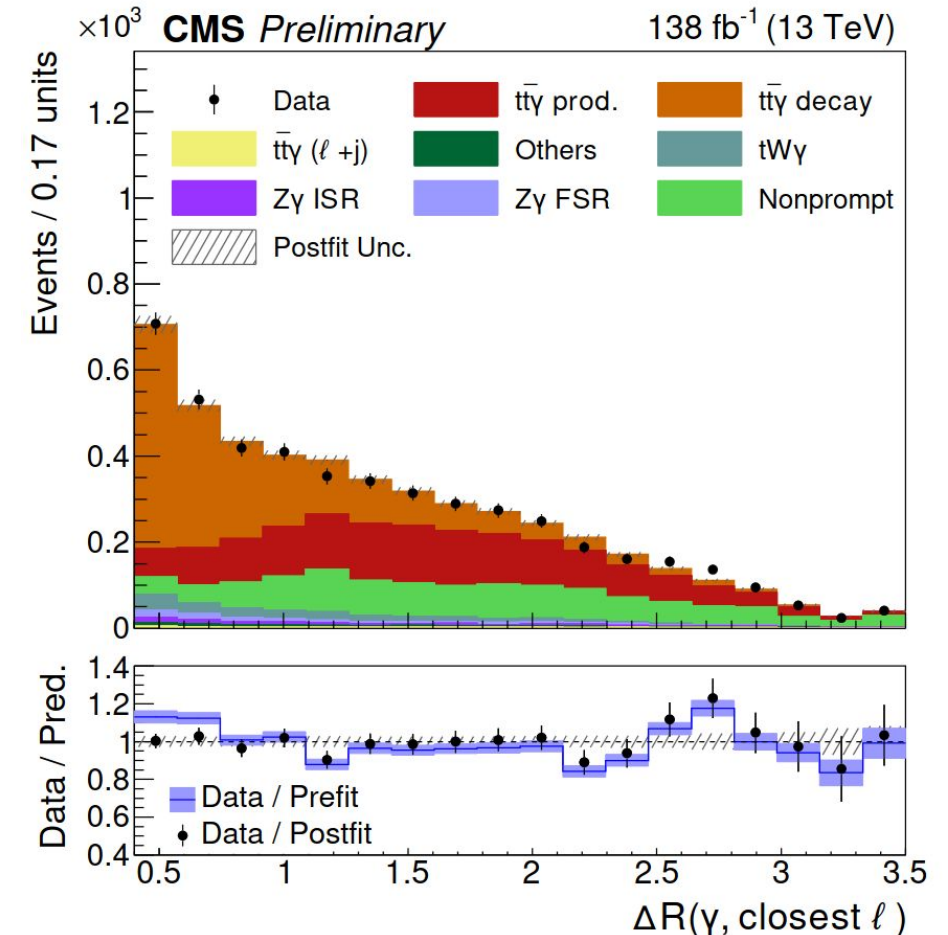 ×10³ CMS Preliminary 138 fb⁻¹ (13 TeV)
Events / 0.17 units
1.2
1
0.8
0.6
0.4
0.2
0
Data tt̄γ prod. tt̄γ decay
tt̄γ (ℓ +j) Others tWγ
Zγ ISR Zγ FSR Nonprompt
Postfit Unc.
Data / Pred.
1.4
1.2
1
0.8
0.6
0.4
Data / Prefit
Data / Postfit
0.5 1 1.5 2 2.5 3 3.5
ΔR(γ, closest ℓ )